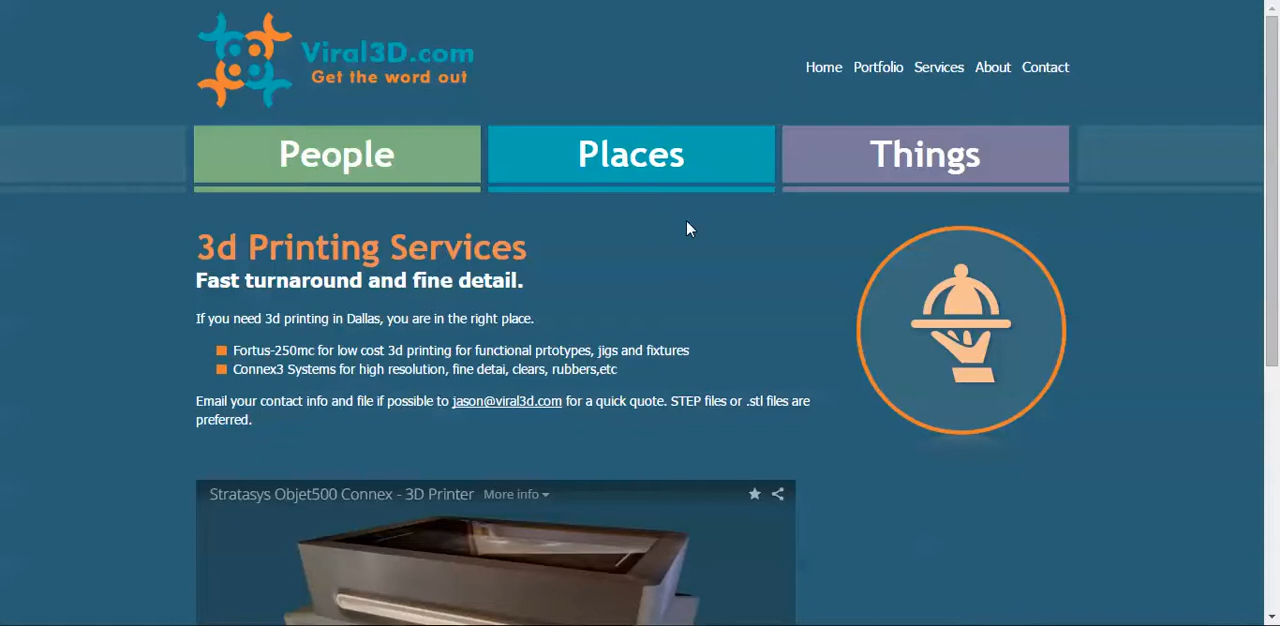 Viral3D.com
Get the word out
Home Portfolio Services About Contact
People Places Things
3d Printing Services
Fast turnaround and fine detail.
If you need 3d printing in Dallas, you are in the right place.
Fortus-250mc for low cost 3d printing for functional prtotypes, jigs and fixtures
Connex3 Systems for high resolution, fine detai, clears, rubbers,etc
Email your contact info and file if possible to jason@viral3d.com for a quick quote. STEP files or .stl files are
preferred.
Stratasys Objet500 Connex - 3D Printer More info